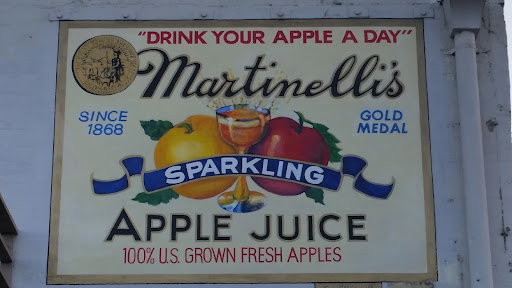 "DRINK YOUR APPLE A DAY"
Martinelli's
SINCE
1868
GOLD
MEDAL
SPARKLING
APPLE JUICE
100% U.S. GROWN FRESH APPLES